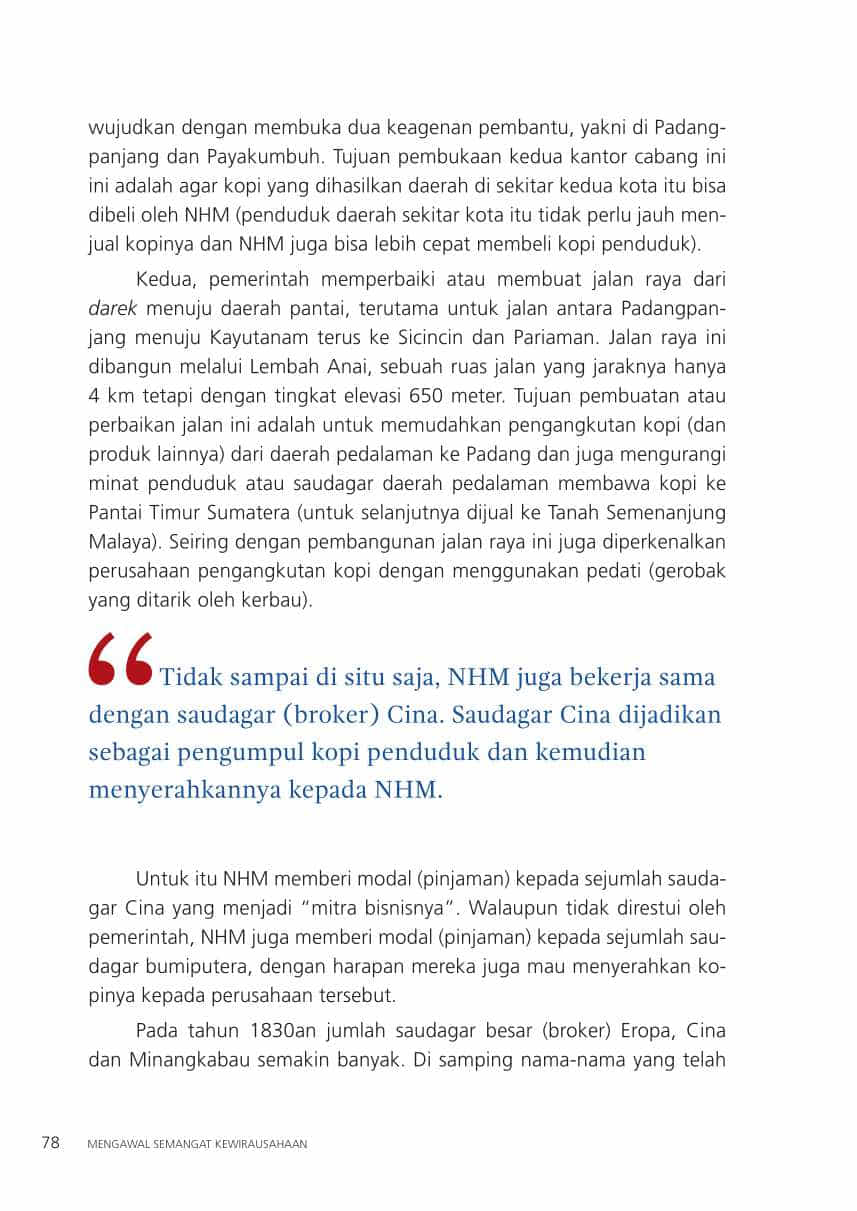 wujudkan dengan membuka dua keagenan pembantu, yakni di Padang-
panjang dan Payakumbuh. Tujuan pembukaan kedua kantor cabang ini
ini adalah agar kopi yang dihasilkan daerah di sekitar kedua kota itu bisa
dibeli oleh NHM (penduduk daerah sekitar kota itu tidak perlu jauh men-
jual kopinya dan NHM juga bisa lebih cepat membeli kopi penduduk).
Kedua, pemerintah memperbaiki atau membuat jalan raya dari
darek menuju daerah pantai, terutama untuk jalan antara Padangpan-
jang menuju Kayutanam terus ke Sicincin dan Pariaman. Jalan raya ini
dibangun melalui Lembah Anai, sebuah ruas jalan yang jaraknya hanya
4 km tetapi dengan tingkat elevasi 650 meter. Tujuan pembuatan atau
perbaikan jalan ini adalah untuk memudahkan pengangkutan kopi (dan
produk lainnya) dari daerah pedalaman ke Padang dan juga mengurangi
minat penduduk atau saudagar daerah pedalaman membawa kopi ke
Pantai Timur Sumatera (untuk selanjutnya dijual ke Tanah Semenanjung
Malaya). Seiring dengan pembangunan jalan raya ini juga diperkenalkan
perusahaan pengangkutan kopi dengan menggunakan pedati (gerobak
yang ditarik oleh kerbau).
“Tidak sampai di situ saja, NHM juga bekerja sama
dengan saudagar (broker) Cina. Saudagar Cina dijadikan
sebagai pengumpul kopi penduduk dan kemudian
menyerahkannya kepada NHM.
Untuk itu NHM memberi modal (pinjaman) kepada sejumlah sauda-
gar Cina yang menjadi “mitra bisnisnya”. Walaupun tidak direstui oleh
pemerintah, NHM juga memberi modal (pinjaman) kepada sejumlah sau-
dagar bumiputera, dengan harapan mereka juga mau menyerahkan ko-
pinya kepada perusahaan tersebut.
Pada tahun 1830an jumlah saudagar besar (broker) Eropa, Cina
dan Minangkabau semakin banyak. Di samping nama-nama yang telah
78 MENGAWAL SEMANGAT KEWIRAUSAHAAN